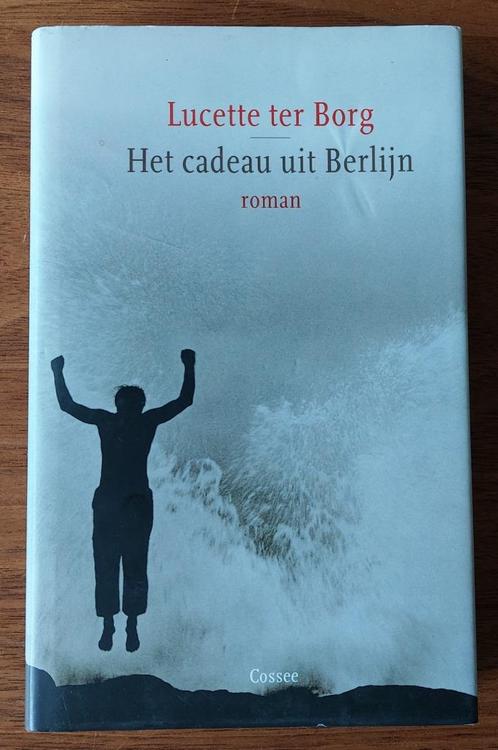 Lucette ter Borg
Het cadeau uit Berlijn
roman
Cossee